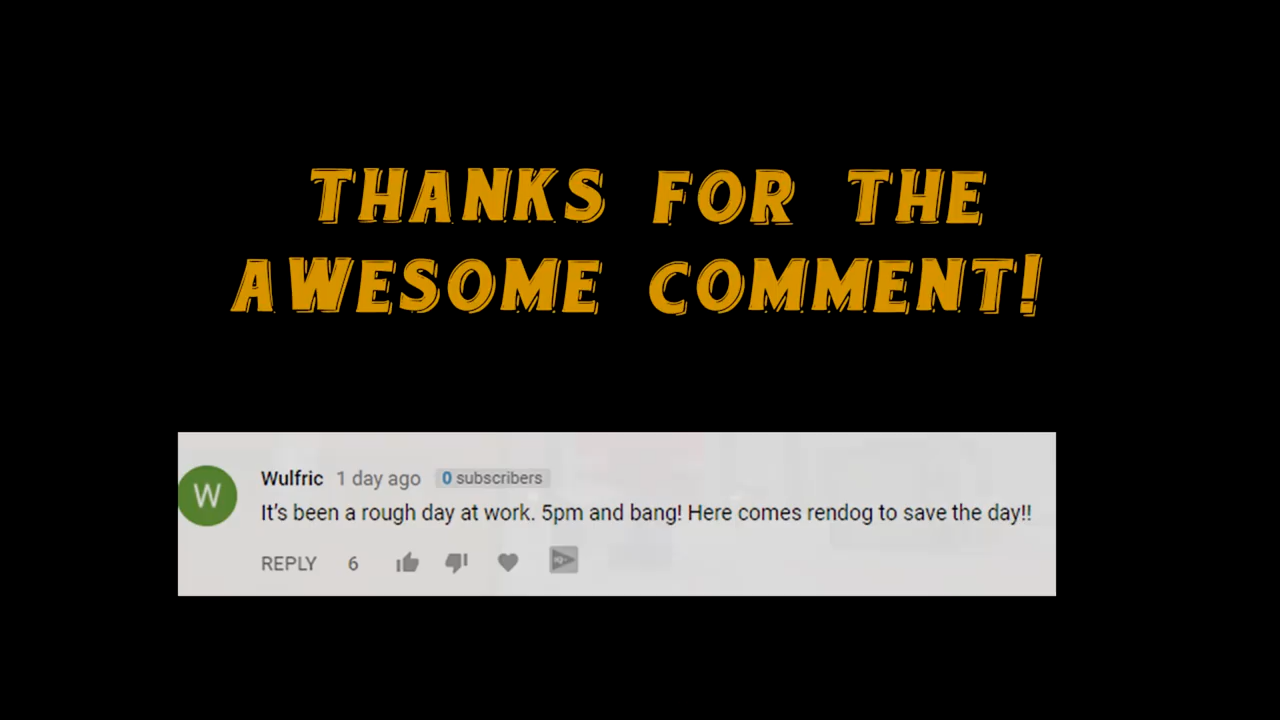 THANKS FOR THE
AWESOME COMMENT!
W
Wulfric 1 day ago 0 subscribers
It's been a rough day at work. 5pm and bang! Here comes rendog to save the day!!
REPLY 6